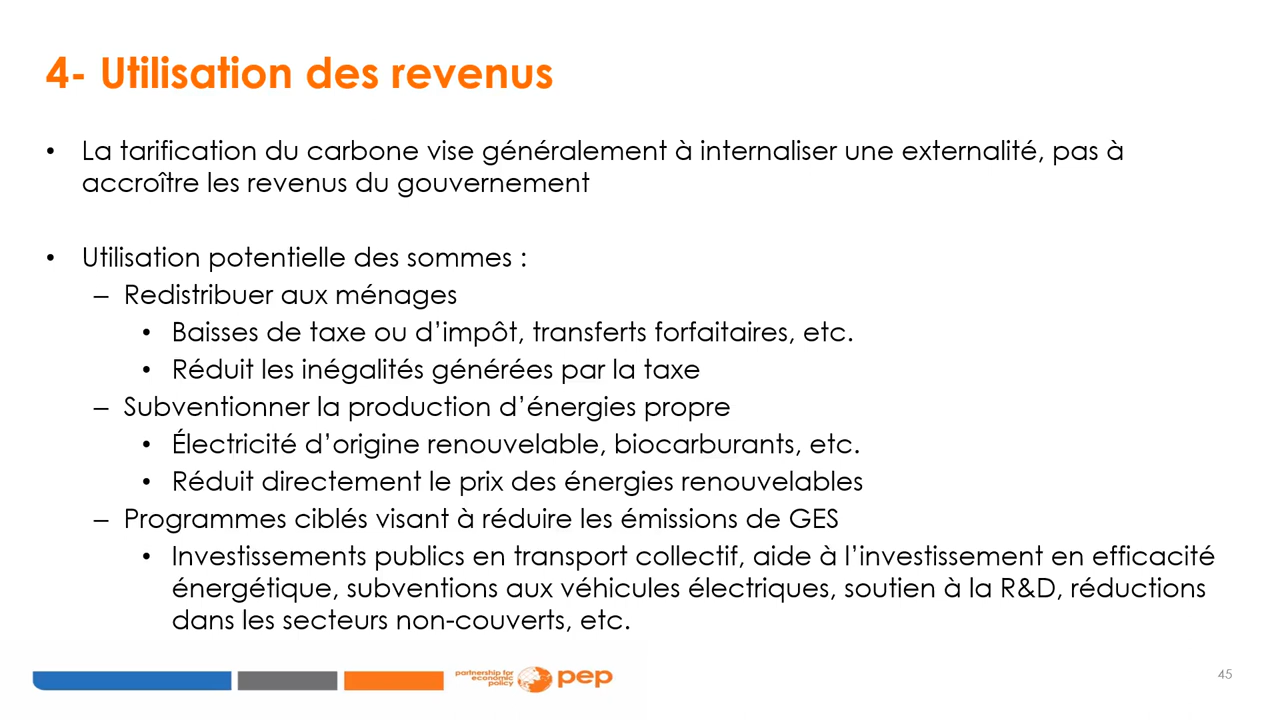 4- Utilisation des revenus
• La tarification du carbone vise généralement à internaliser une externalité, pas à
accroître les revenus du gouvernement
• Utilisation potentielle des sommes :
– Redistribuer aux ménages
• Baisses de taxe ou d’impôt, transferts forfaitaires, etc.
• Réduit les inégalités générées par la taxe
– Subventionner la production d’énergies propre
• Électricité d’origine renouvelable, biocarburants, etc.
• Réduit directement le prix des énergies renouvelables
– Programmes ciblés visant à réduire les émissions de GES
• Investissements publics en transport collectif, aide à l’investissement en efficacité
énergétique, subventions aux véhicules électriques, soutien à la R&D, réductions
dans les secteurs non-couverts, etc.
partnership for
economic
policy
pep
45